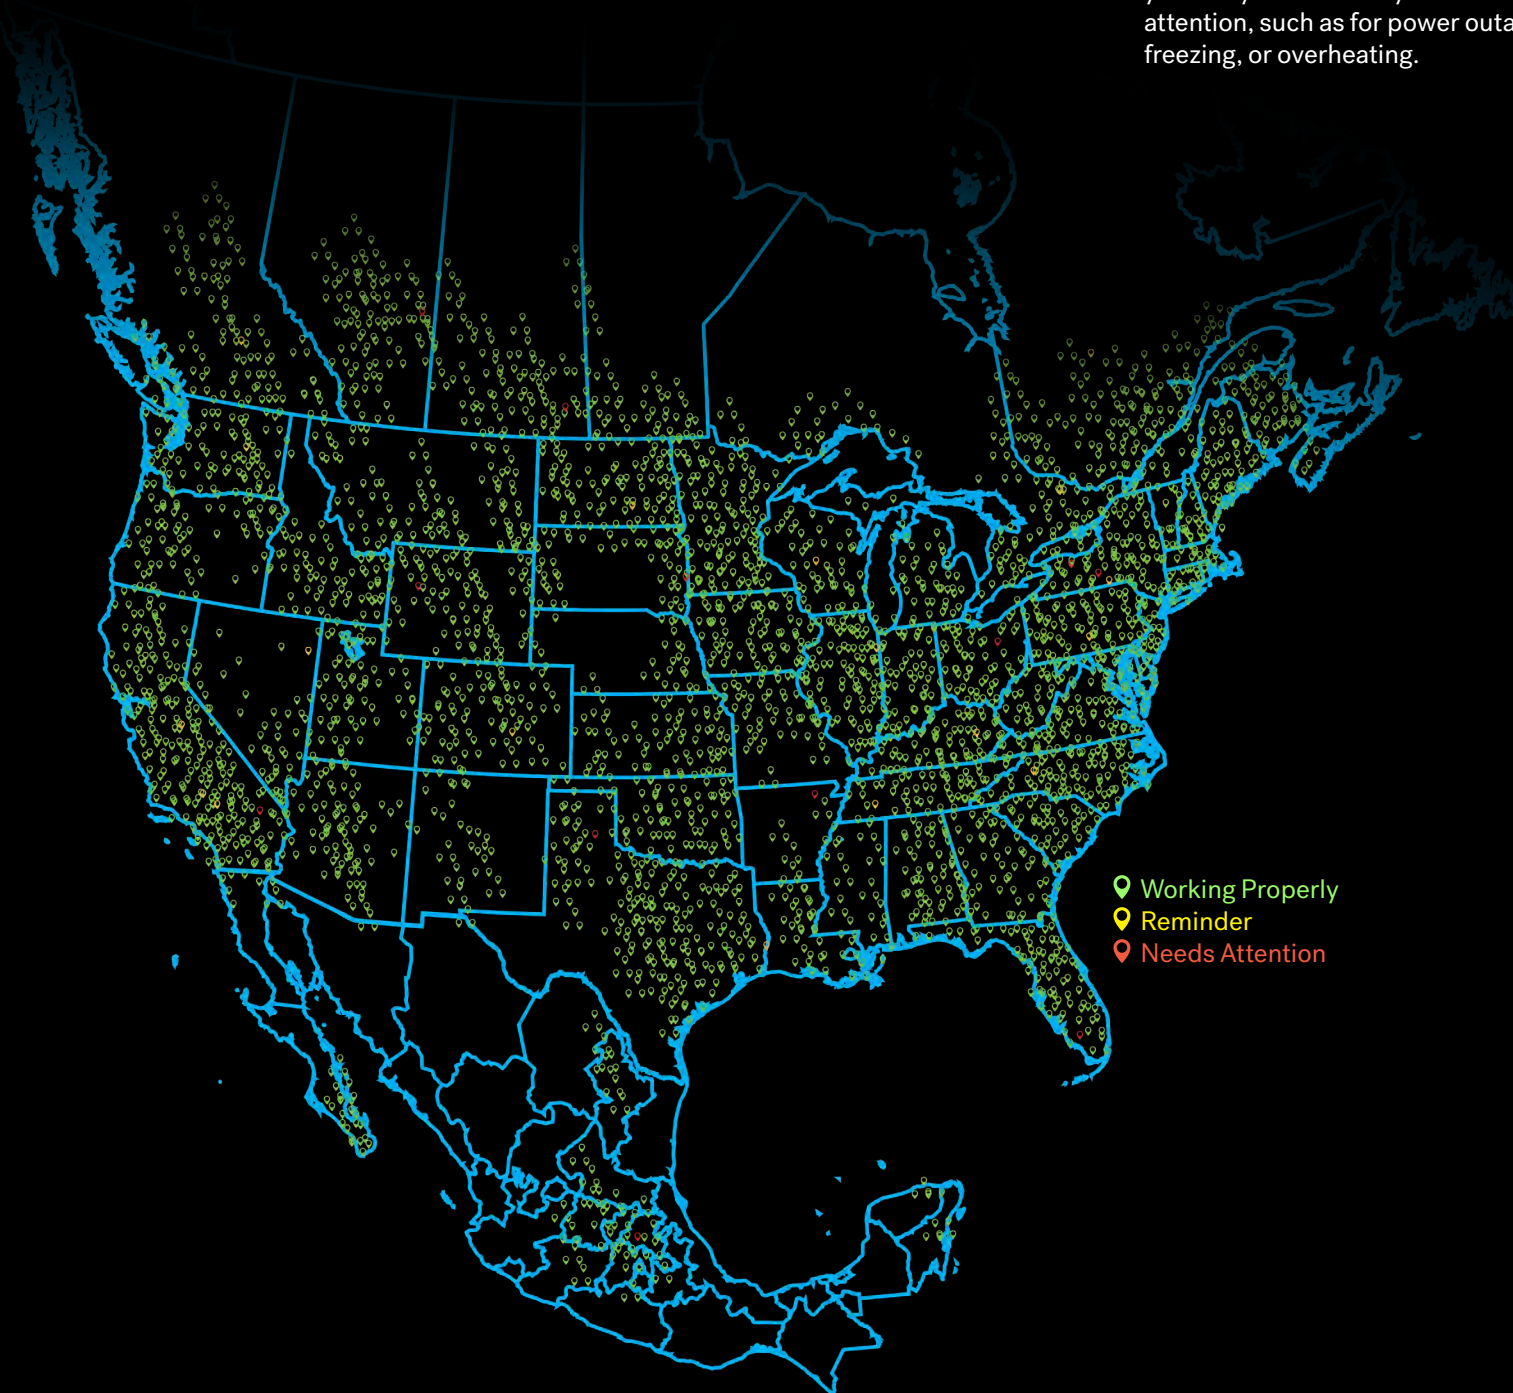 attention, such as for power outa
freezing, or overheating.
Working Properly
Reminder
Needs Attention